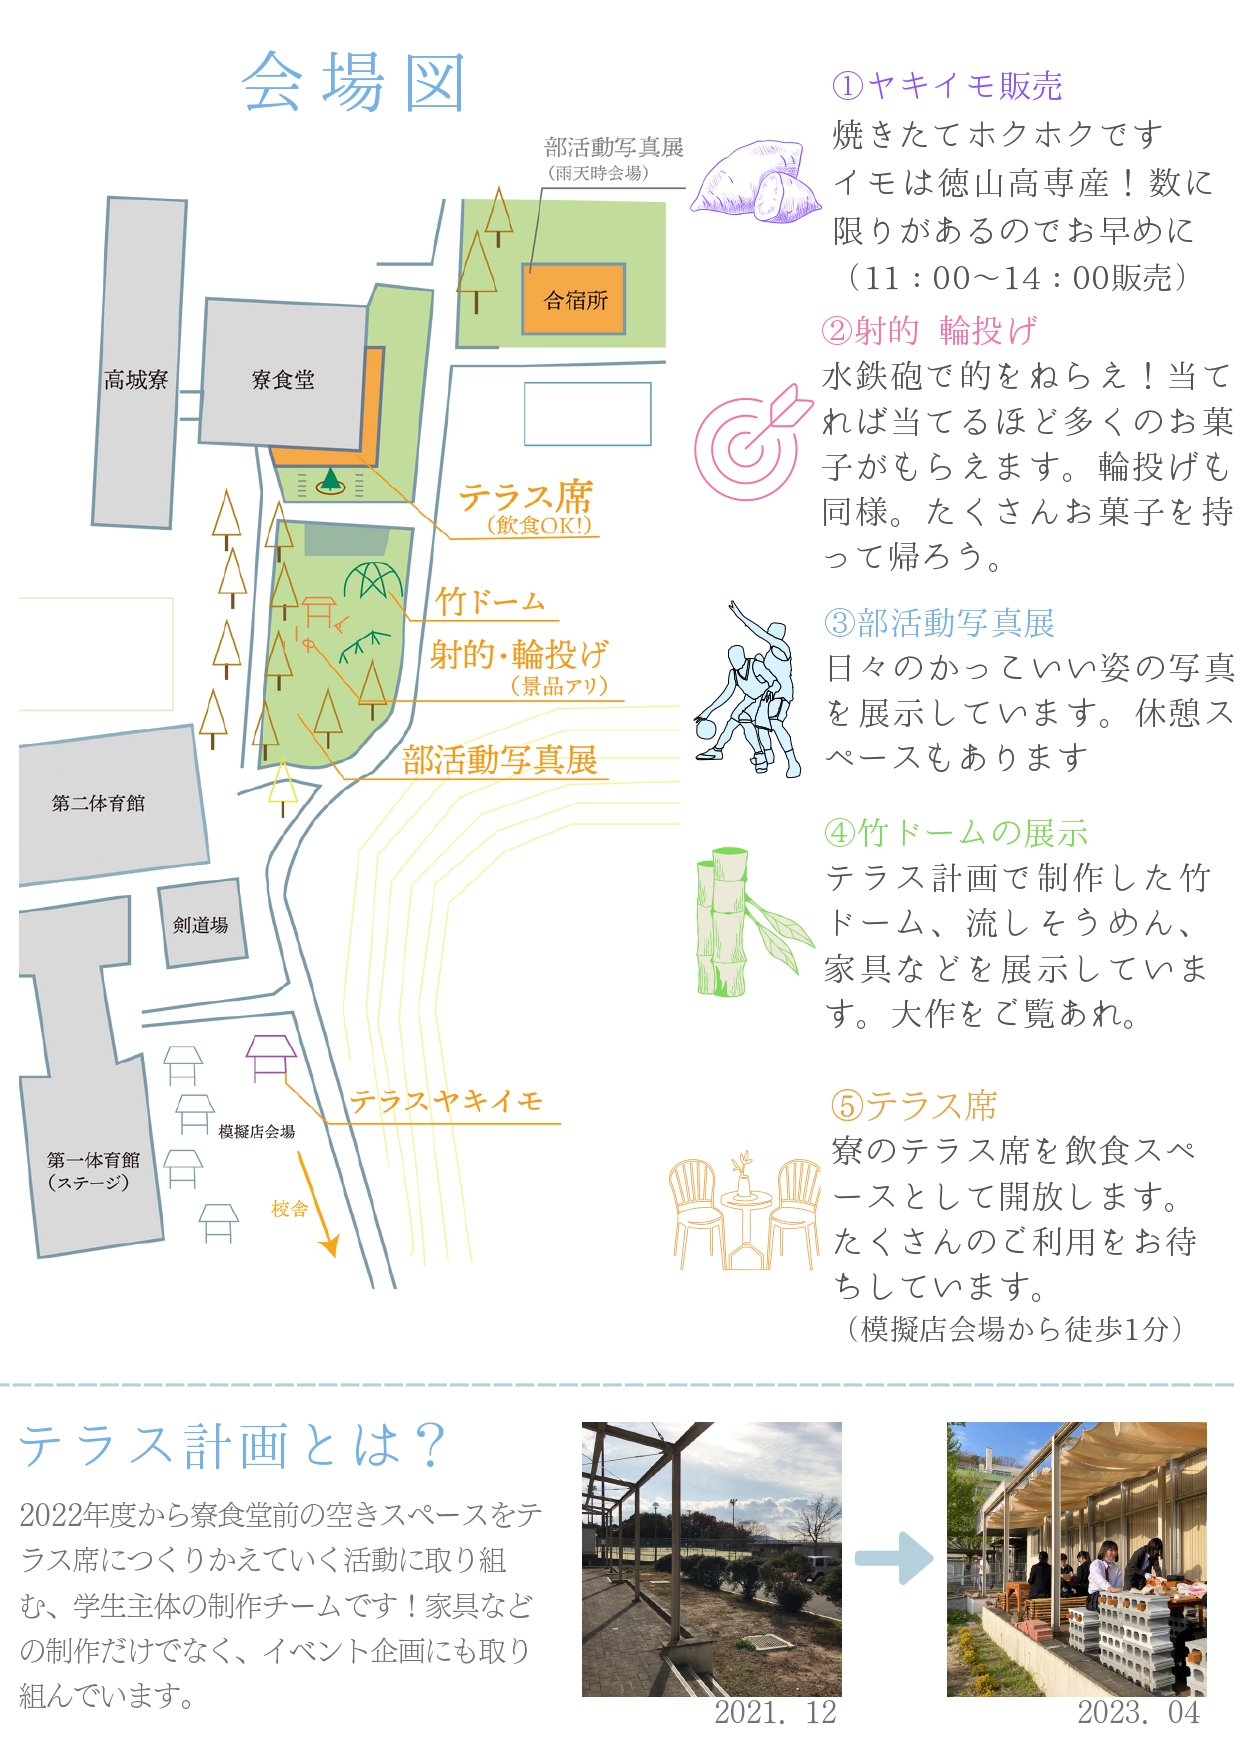 会場図
部活動写真展
（雨天時会場）
合宿所
高城寮
寮食堂
テラス席
（飲食OK!）
竹ドーム
射的・輪投げ
（景品アリ）
部活動写真展
第二体育館
剣道場
テラスヤキイモ
模擬店会場
第一体育館
（ステージ）
校舎
①ヤキイモ販売
焼きたてホクホクです
イモは徳山高専産！数に
限りがあるのでお早めに
（11：00～14：00販売）
②射的 輪投げ
水鉄砲で的をねらえ！当て
れば当てるほど多くのお菓
子がもらえます。輪投げも
同様。たくさんお菓子を持
って帰ろう。
③部活動写真展
日々のかっこいい姿の写真
を展示しています。休憩ス
ペースもあります
④竹ドームの展示
テラス計画で制作した竹
ドーム、流しそうめん、
家具などを展示していま
す。大作をご覧あれ。
⑤テラス席
寮のテラス席を飲食スペ
ースとして開放します。
たくさんのご利用をお待
ちしています。
（模擬店会場から徒歩1分）
テラス計画とは？
2022年度から寮食堂前の空きスペースをテ
ラス席につくりかえていく活動に取り組
む、学生主体の制作チームです！家具など
の制作だけでなく、イベント企画にも取り
組んでいます。
2021. 12
2023. 04